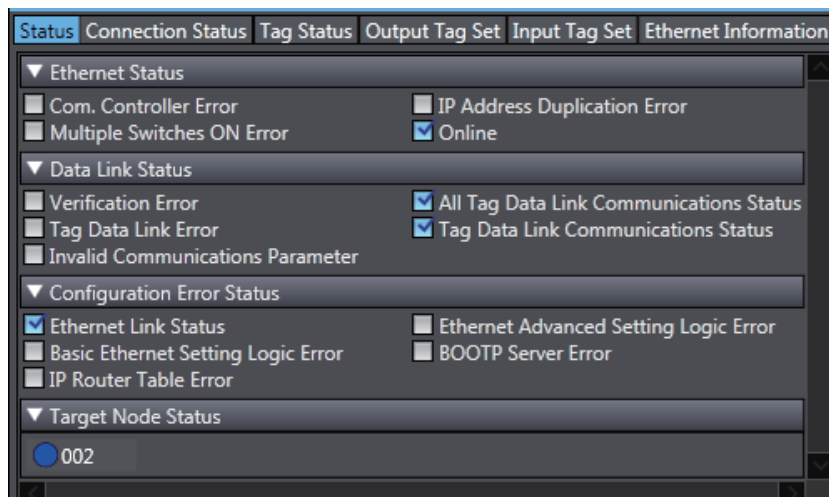 Status Connection Status Tag Status Output Tag Set Input Tag Set Ethernet Information
Ethernet Status
Com. Controller Error IP Address Duplication Error
Multiple Switches ON Error Online
Data Link Status
Verification Error All Tag Data Link Communications Status
Tag Data Link Error Tag Data Link Communications Status
Invalid Communications Parameter
Configuration Error Status
Ethernet Link Status Ethernet Advanced Setting Logic Error
Basic Ethernet Setting Logic Error BOOTP Server Error
IP Router Table Error
Target Node Status
002